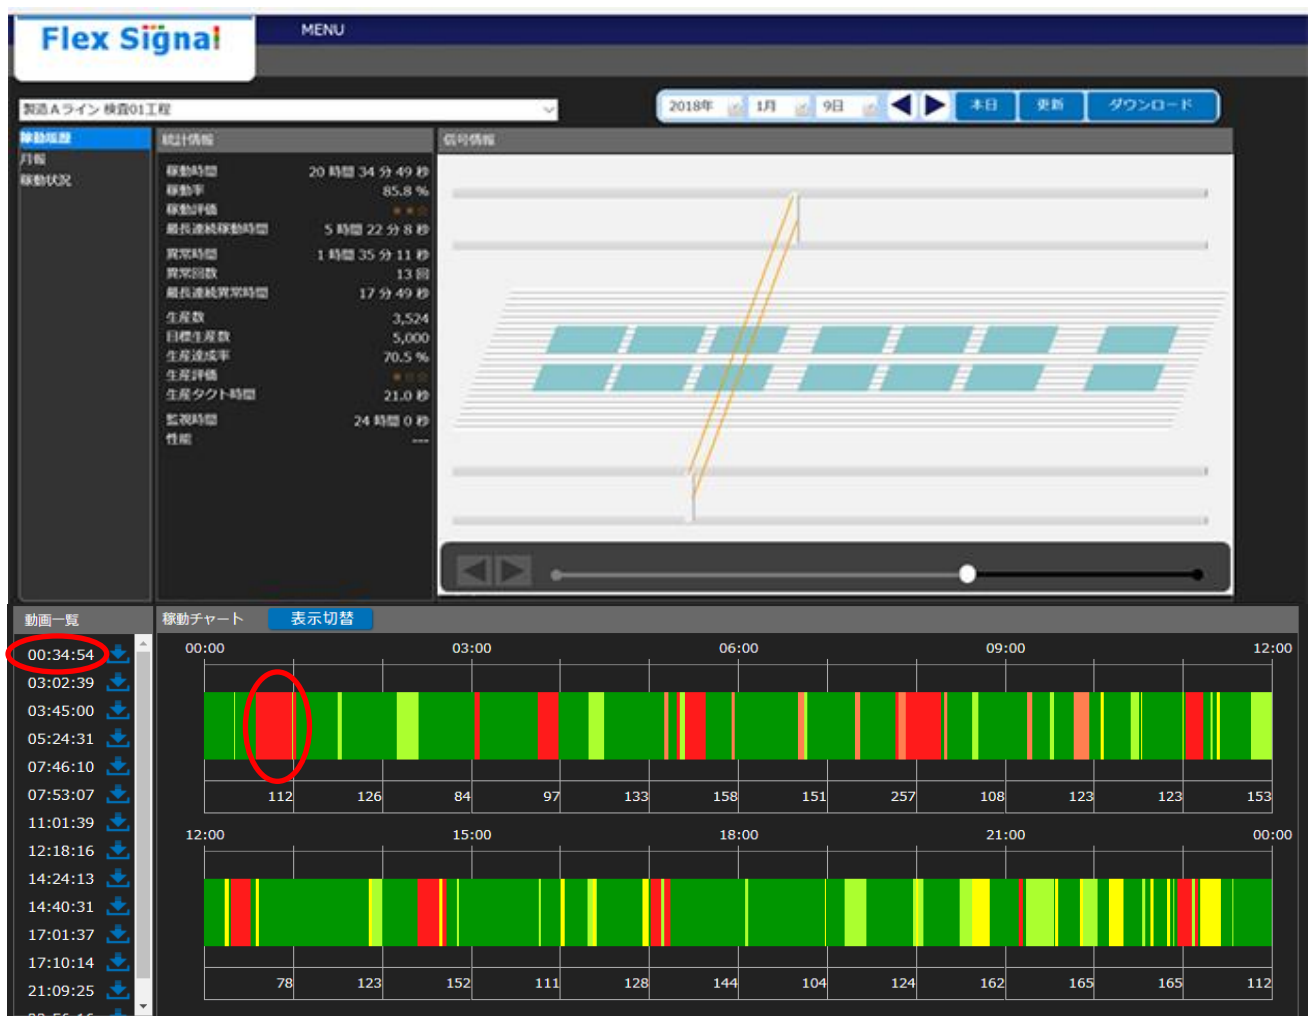 Flex Signal
MENU
製造Aライン 検査01工程
2018年 1月 9日 本日 更新 ダウンロード
稼動履歴
月報
稼動状況
統計情報
稼動時間 20 時間 34 分 49 秒
稼動率 85.8 %
稼動評価 ★★☆
最長連続稼動時間 5 時間 22 分 8 秒
異常時間 1 時間 35 分 11 秒
異常回数 13 回
最長連続異常時間 17 分 49 秒
生産数 3,524
目標生産数 5,000
生産達成率 70.5 %
生産評価 ★☆☆
生産タクト時間 21.0 秒
監視時間 24 時間 0 秒
性能 ---
信号情報
動画一覧
00:34:54
03:02:39
03:45:00
05:24:31
07:46:10
07:53:07
11:01:39
12:18:16
14:24:13
14:40:31
17:01:37
17:10:14
21:09:25
稼動チャート 表示切替
00:00 03:00 06:00 09:00 12:00
112 126 84 97 133 158 151 257 108 123 123 153
12:00 15:00 18:00 21:00 00:00
78 123 152 111 128 144 104 124 162 165 165 112